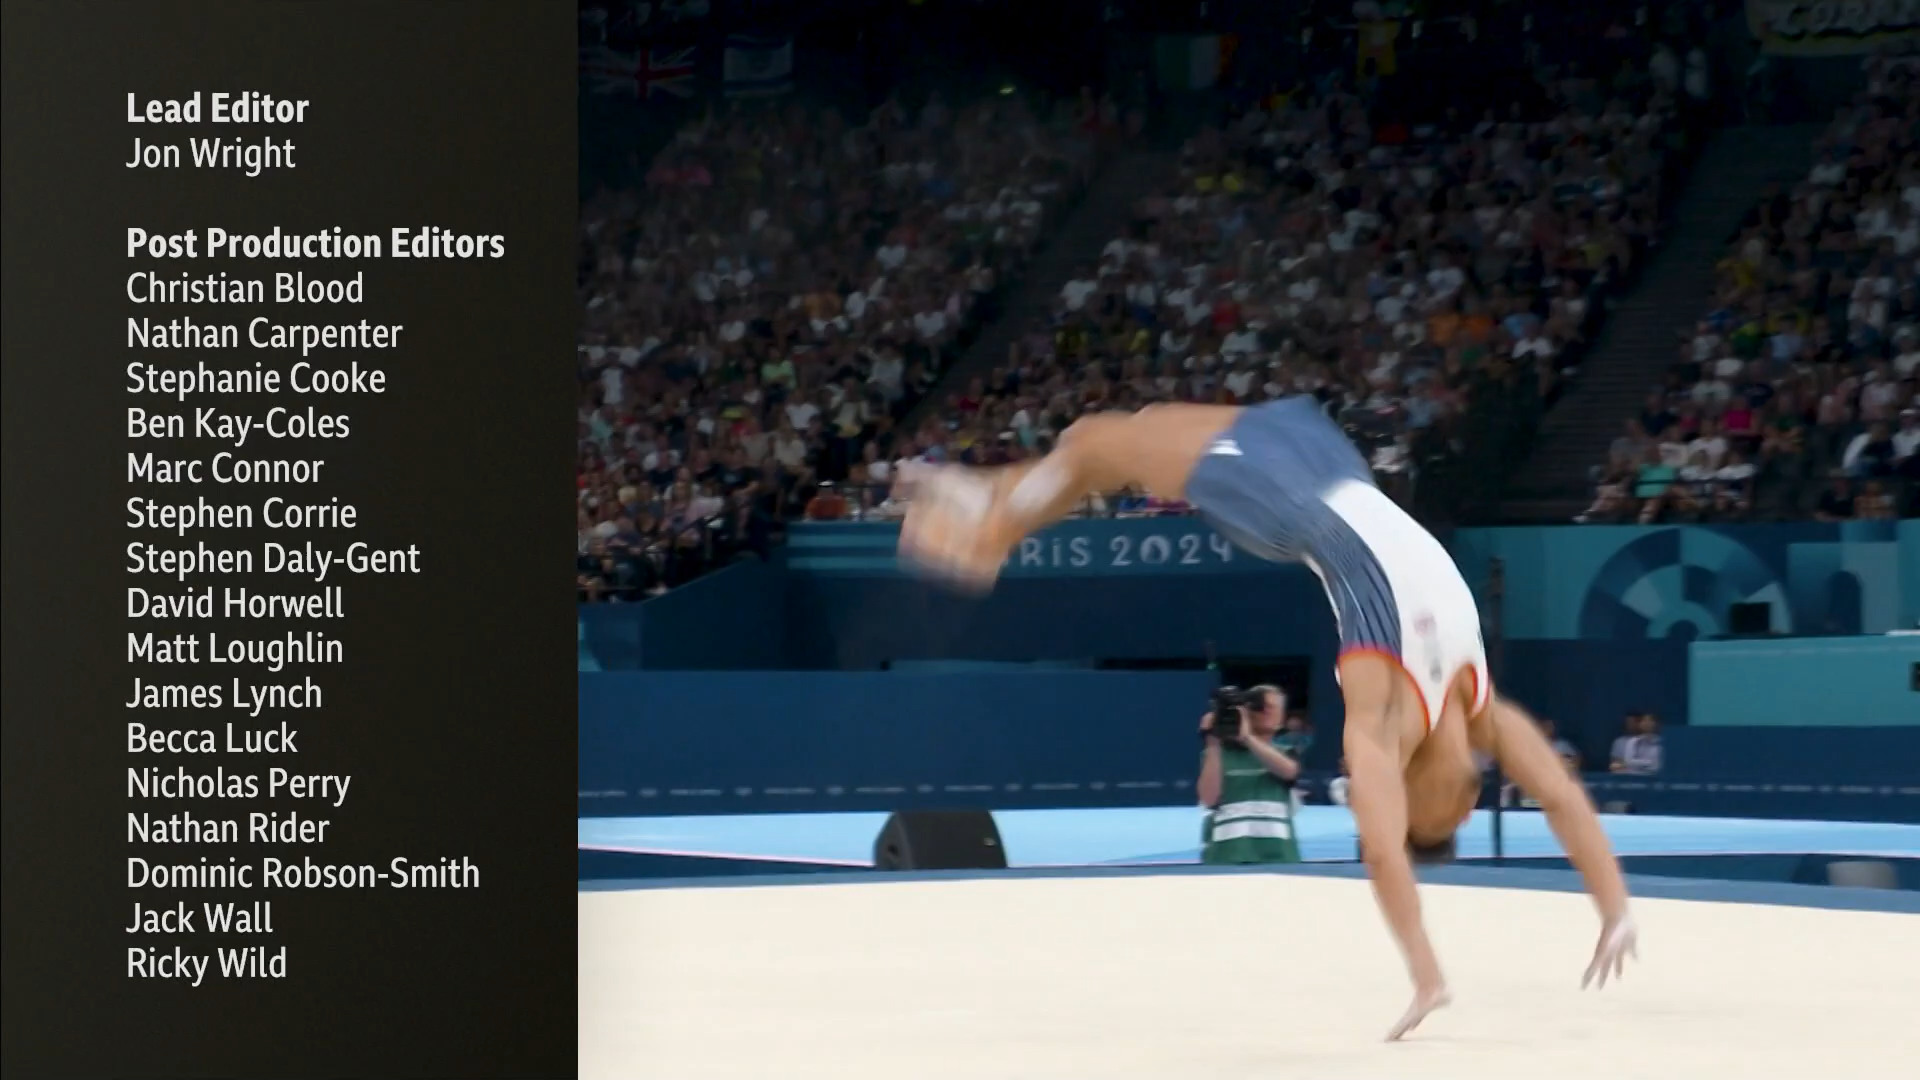 Lead Editor
Jon Wright
Post Production Editors
Christian Blood
Nathan Carpenter
Stephanie Cooke
Ben Kay-Coles
Marc Connor
Stephen Corrie
Stephen Daly-Gent
David Horwell
Matt Loughlin
James Lynch
Becca Luck
Nicholas Perry
Nathan Rider
Dominic Robson-Smith
Jack Wall
Ricky Wild
RiS 2024